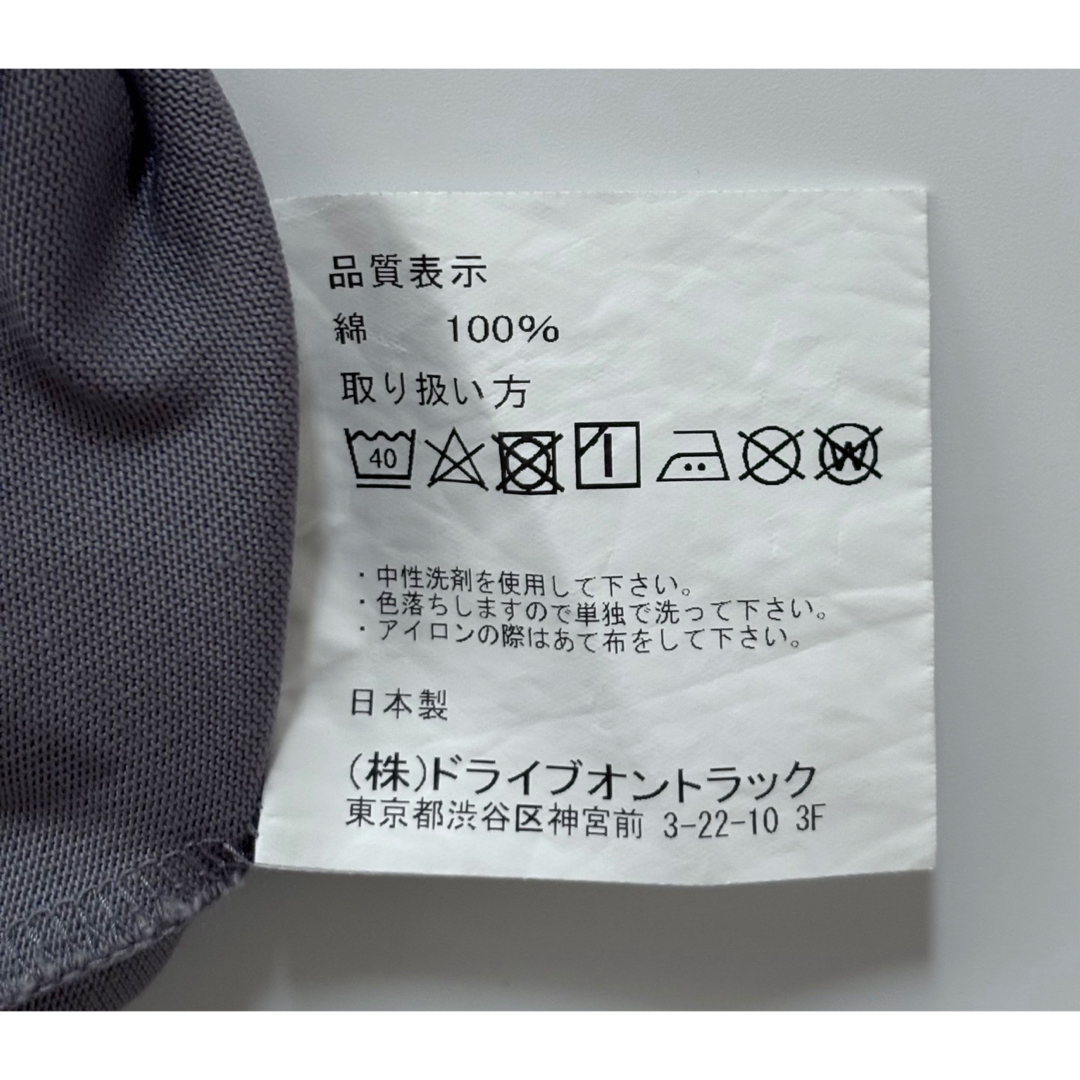 品質表示
綿 100%
取り扱い方
40 W
・中性洗剤を使用して下さい。
・色落ちしますので単独で洗って下さい。
・アイロンの際はあて布をして下さい。
日本製
(株)ドライブオントラック
東京都渋谷区神宮前 3-22-10 3F